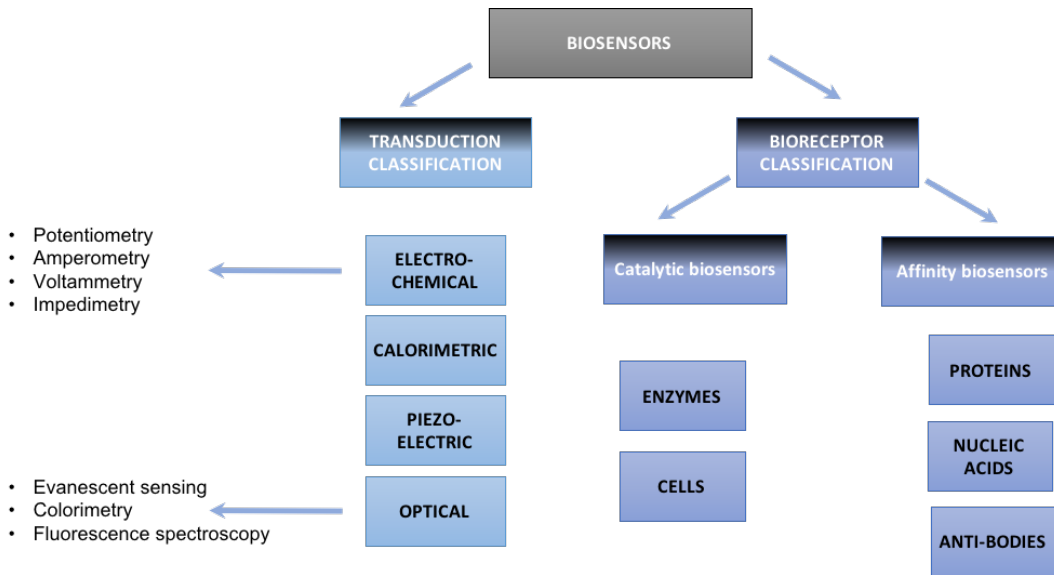 BIOSENSORS
TRANSDUCTION
CLASSIFICATION
BIORECEPTOR
CLASSIFICATION
• Potentiometry
• Amperometry
• Voltammetry
• Impedimetry
ELECTRO-
CHEMICAL
CALORIMETRIC
PIEZO-
ELECTRIC
OPTICAL
• Evanescent sensing
• Colorimetry
• Fluorescence spectroscopy
Catalytic biosensors
ENZYMES
CELLS
Affinity biosensors
PROTEINS
NUCLEIC
ACIDS
ANTI-BODIES